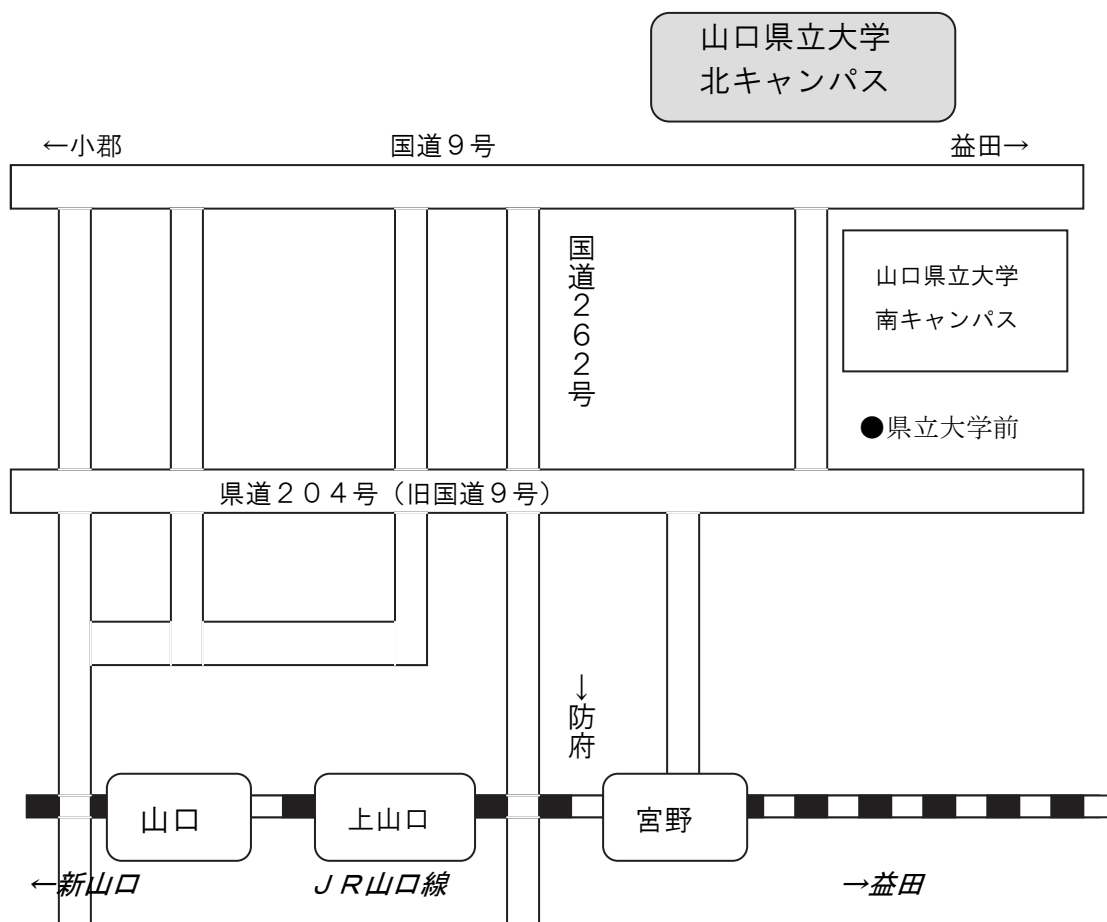 山口県立大学
北キャンパス
←小郡
国道９号
益田→
国道２６２号
山口県立大学
南キャンパス
●県立大学前
県道２０４号（旧国道９号）
↓防府
山口
上山口
宮野
←新山口
ＪＲ山口線
→益田